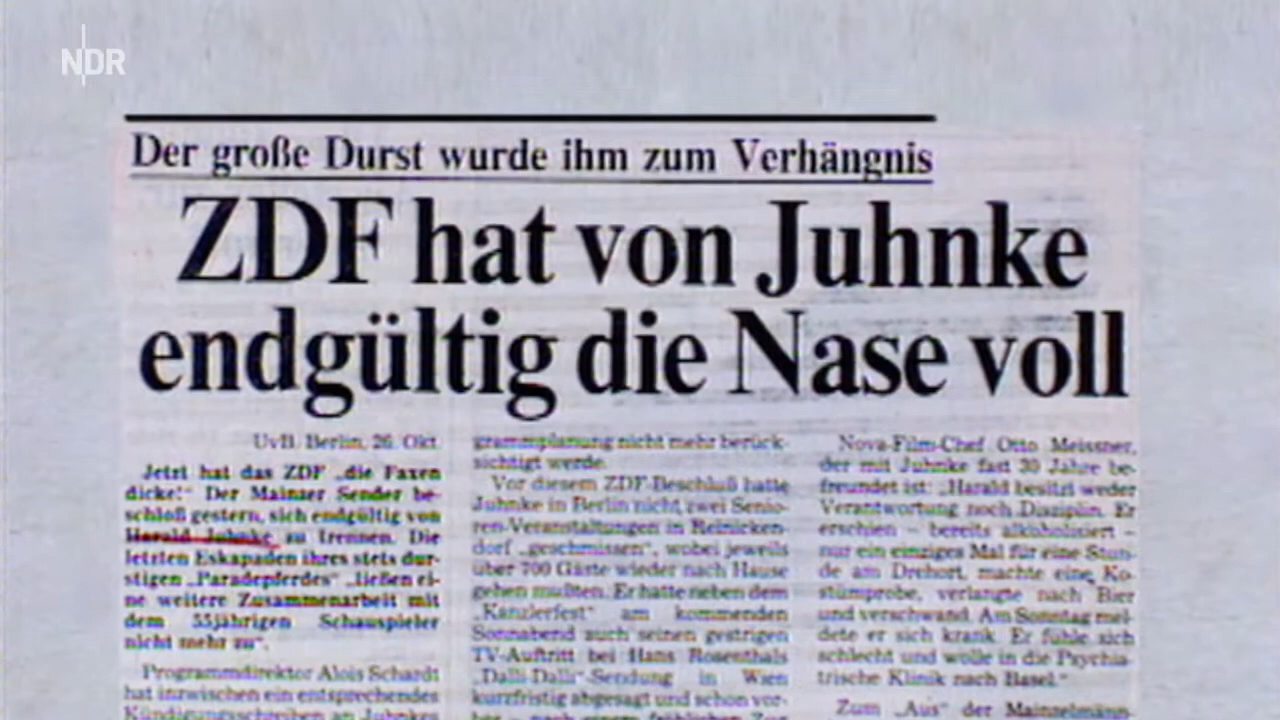 NDR
Der große Durst wurde ihm zum Verhängnis
ZDF hat von Juhnke
endgültig die Nase voll
UvB. Berlin, 26. Okt.
Jetzt hat das ZDF „die Faxen
dicke!“ Der Mainzer Sender be-
schloß gestern, sich endgültig von
Harald Juhnke zu trennen. Die
letzten Eskapaden ihres stets dur-
stigen „Paradepferdes“ „ließen ei-
ne weitere Zusammenarbeit mit
dem 55jährigen Schauspieler
nicht mehr zu“.
Programmdirektor Alois Schardt
hat inzwischen ein entsprechendes
Kündigungsschreiben an Juhnkes
grammplanung nicht mehr berück-
sichtigt werde.
Vor diesem ZDF-Beschluß hatte
Juhnke in Berlin nicht zwei Senio-
ren-Veranstaltungen in Reinicken-
dorf „geschmissen“, wobei jeweils
über 700 Gäste wieder nach Hause
gehen mußten. Er hatte neben dem
„Kanzlerfest“ am kommenden
Sonnabend auch seinen gestrigen
TV-Auftritt bei Hans Rosenthals
„Dalli-Dalli“-Sendung in Wien
kurzfristig abgesagt und schon vor-
her – nach einem fröhlichen Zug
Nova-Film-Chef Otto Meissner,
der mit Juhnke fast 30 Jahre be-
freundet ist: „Harald besitzt weder
Verantwortung noch Disziplin. Er
erschien – bereits alkoholisiert –
nur ein einziges Mal für eine Stun-
de am Drehort, machte eine Ko-
stümprobe, verlangte nach Bier
und verschwand. Am Sonntag mel-
dete er sich krank. Er fühle sich
schlecht und wolle in die Psychia-
trische Klinik nach Basel.“
Zum „Aus“ der Mainzelmänn-